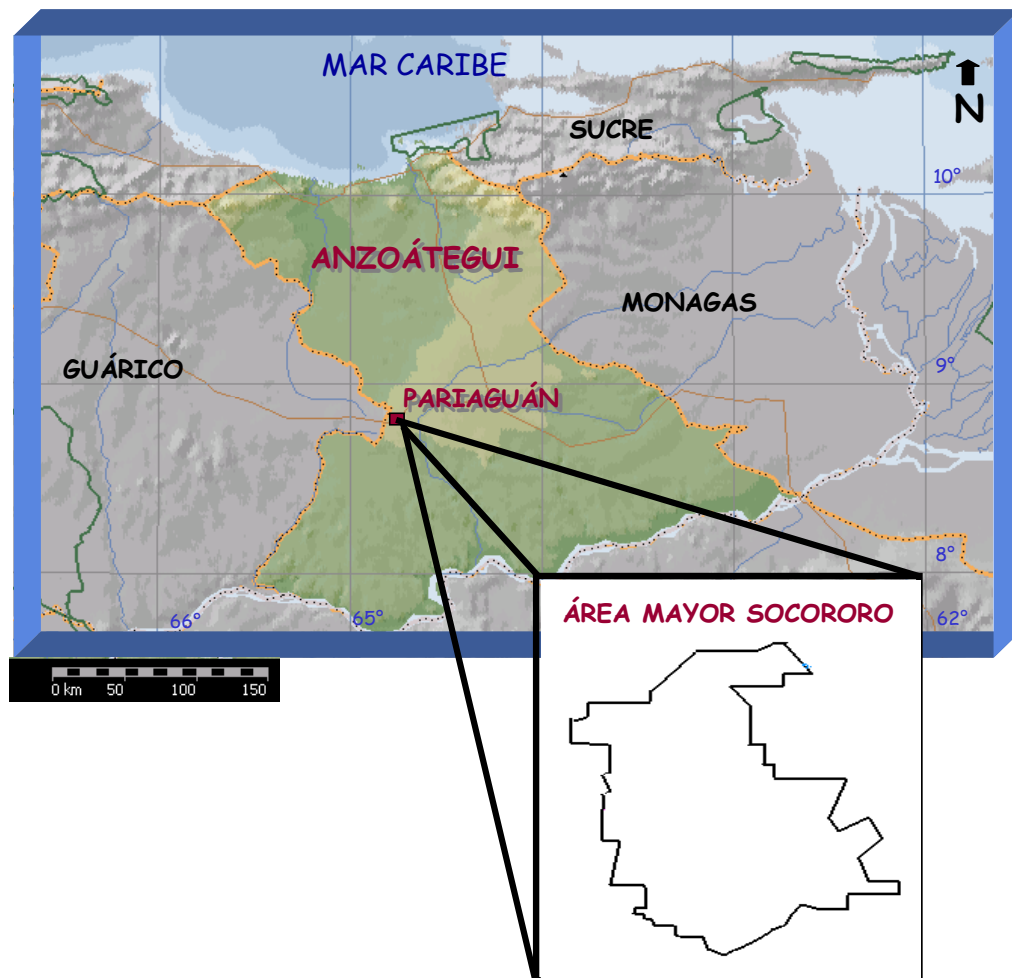 MAR CARIBE
N
SUCRE
10°
ANZOÁTEGUI
MONAGAS
9°
GUÁRICO
PARIAGUÁN
8°
66°
65°
62°
ÁREA MAYOR SOCORORO
0 km 50 100 150